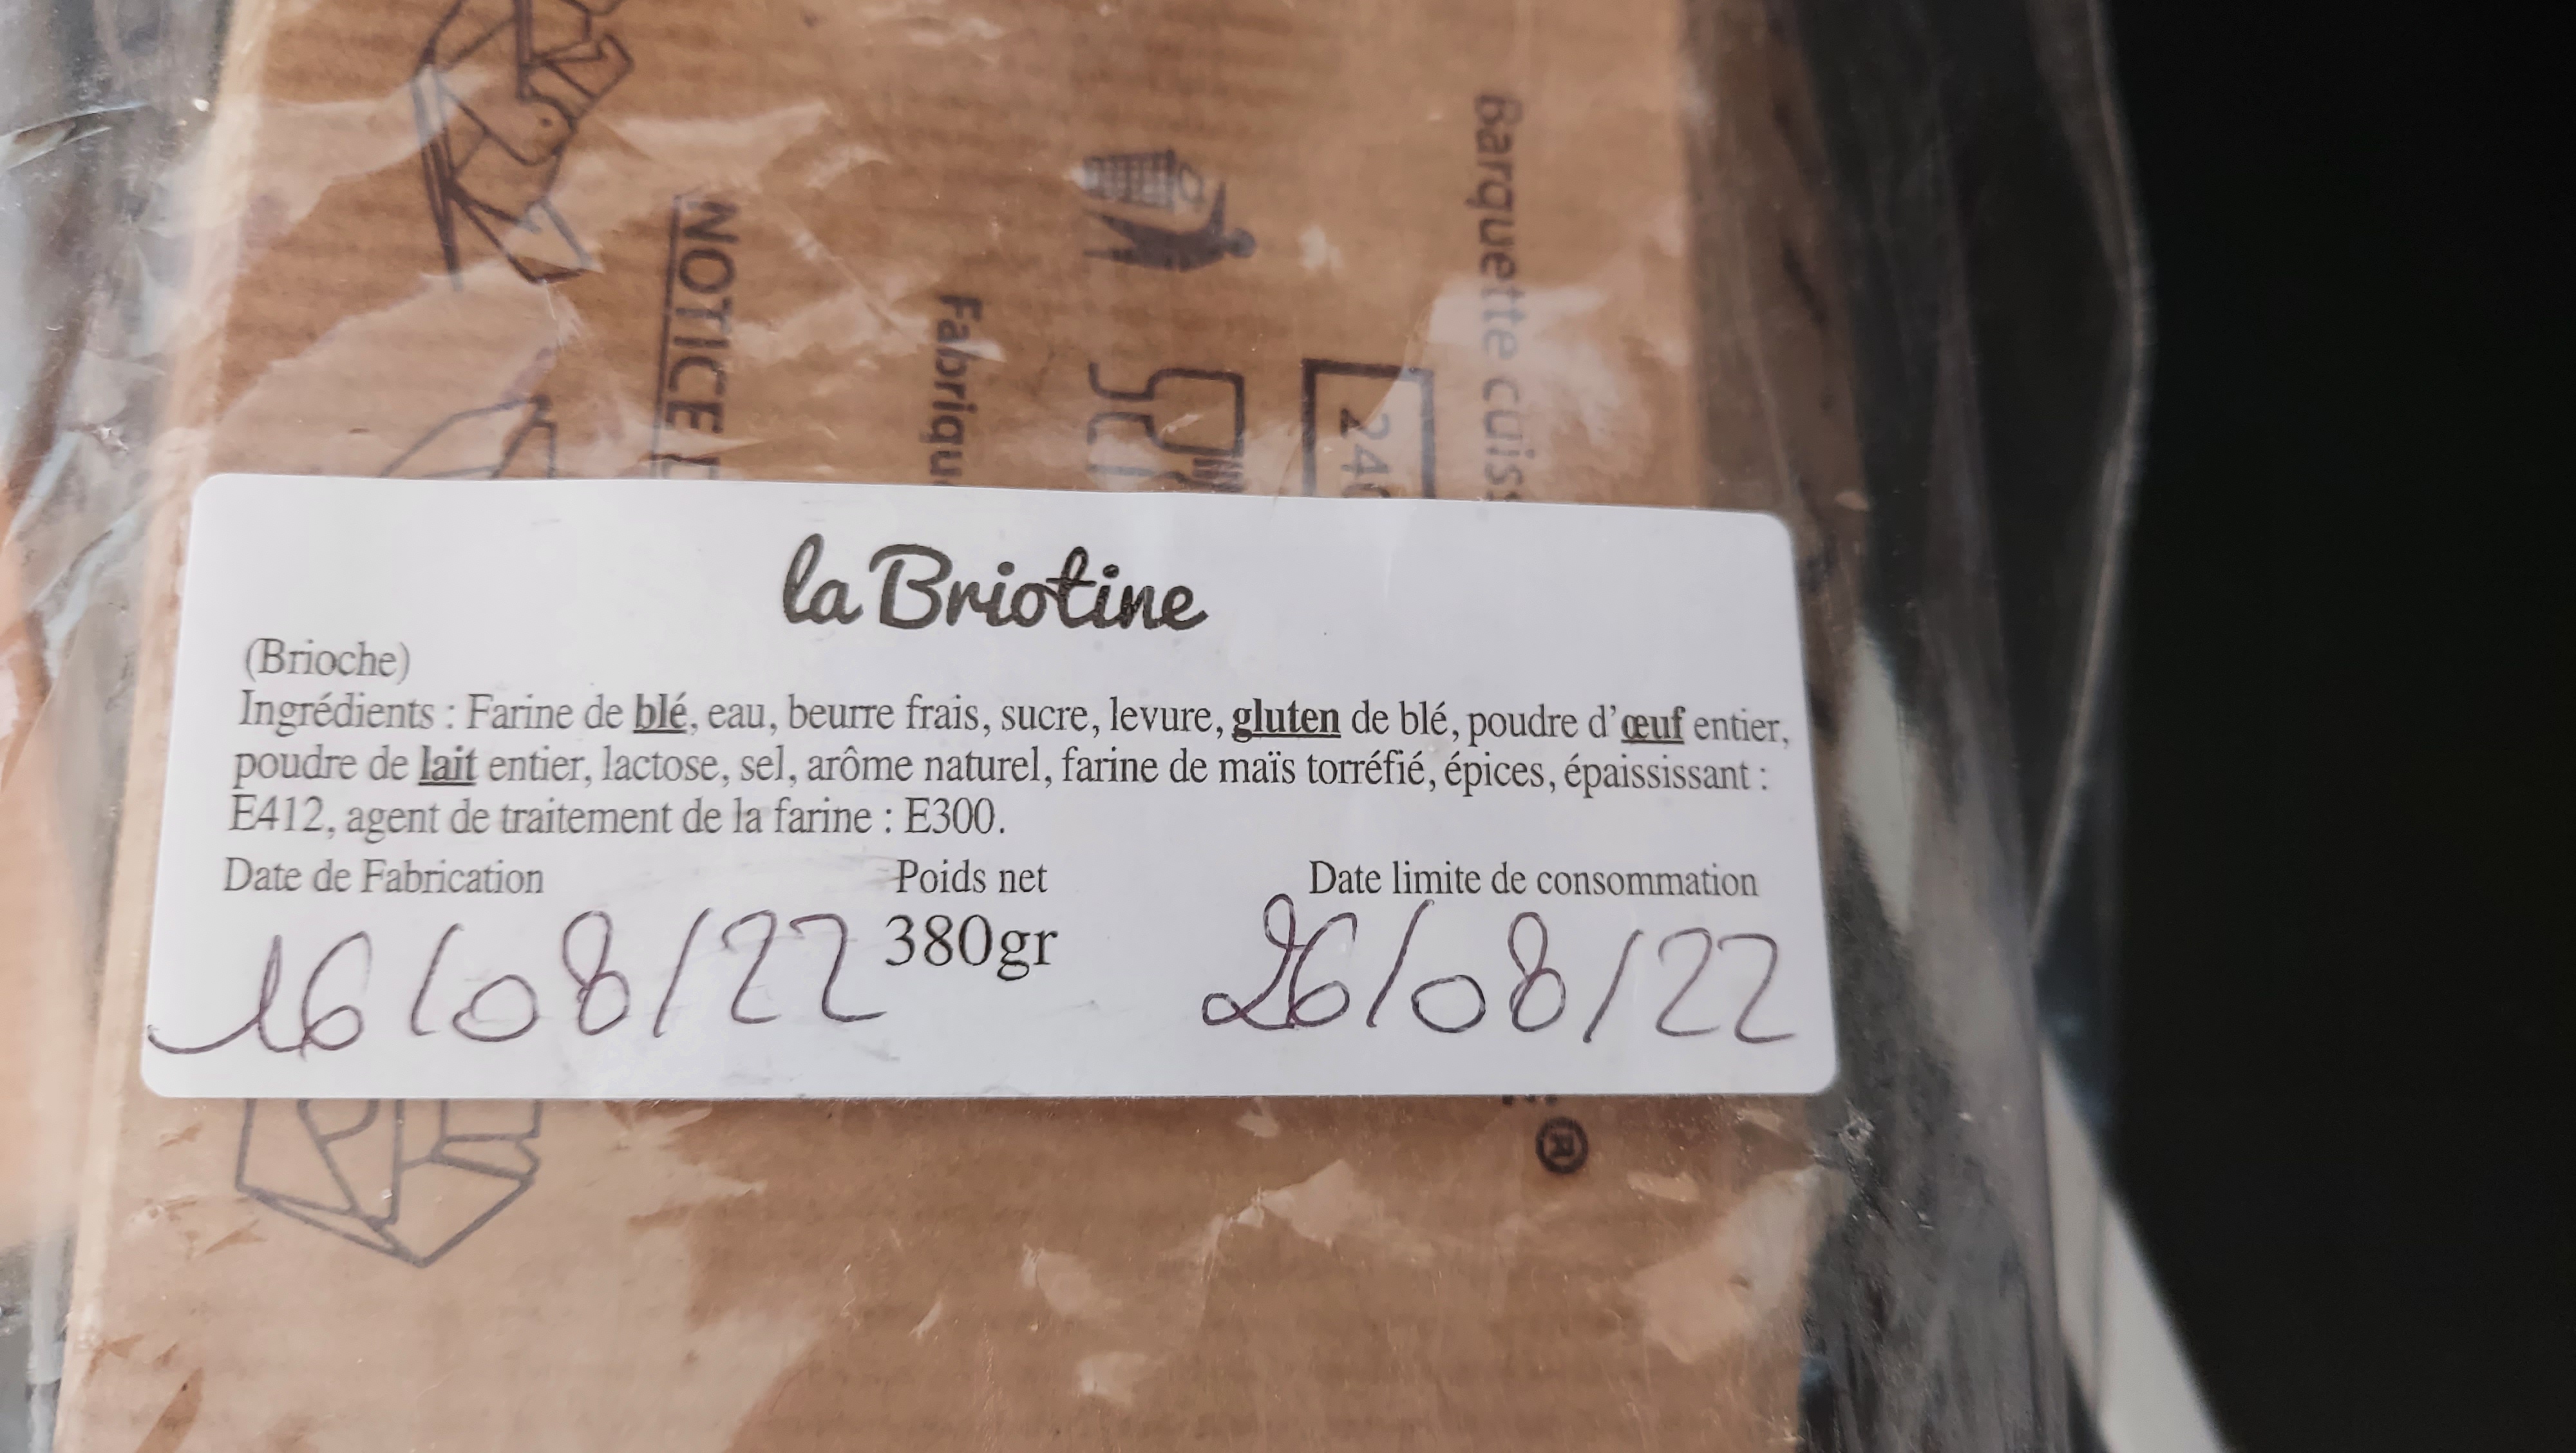 NOTICE
Barquette
la Briotine
(Brioche)
Ingrédients : Farine de blé, eau, beurre frais, sucre, levure, gluten de blé, poudre d'œuf entier,
poudre de lait entier, lactose, sel, arôme naturel, farine de maïs torréfié, épices, épaississant :
E412, agent de traitement de la farine : E300.
Date de Fabrication Poids net Date limite de consommation
16/08/22 380gr 26/08/22
®